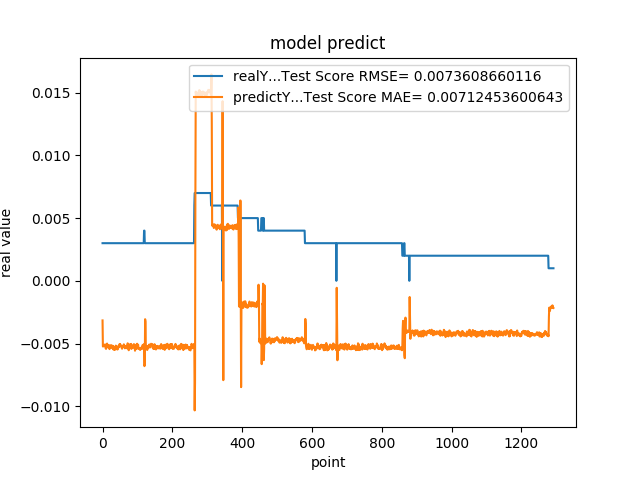 model predict
realY...Test Score RMSE= 0.0073608660116
predictY...Test Score MAE= 0.00712453600643
0.015
0.010
0.005
0.000
−0.005
−0.010
real value
0 200 400 600 800 1000 1200
point